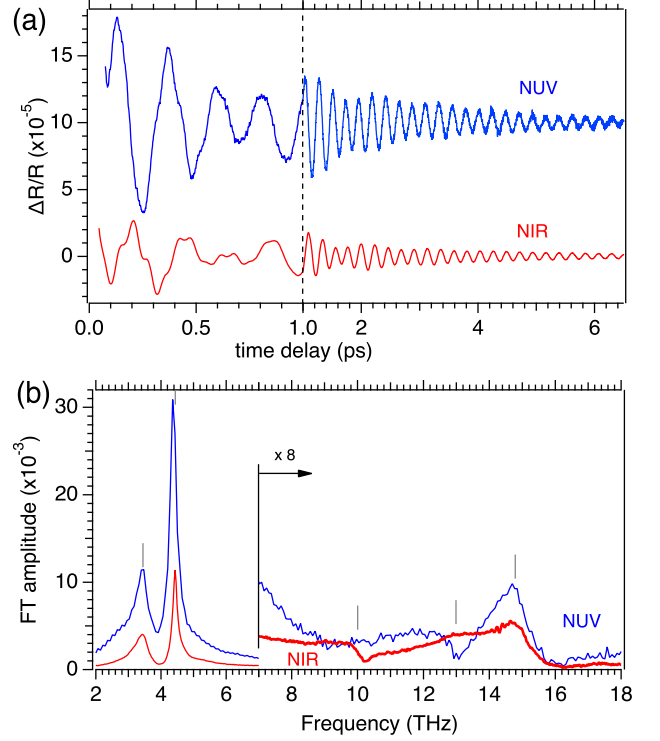 (a)
15
10
5
0
ΔR/R (x10⁻⁵)
NUV
NIR
0.0 0.5 1.0 2 4 6
time delay (ps)
(b)
30
20
10
0
FT amplitude (x10⁻³)
x 8
NUV
NIR
2 4 6 8 10 12 14 16 18
Frequency (THz)